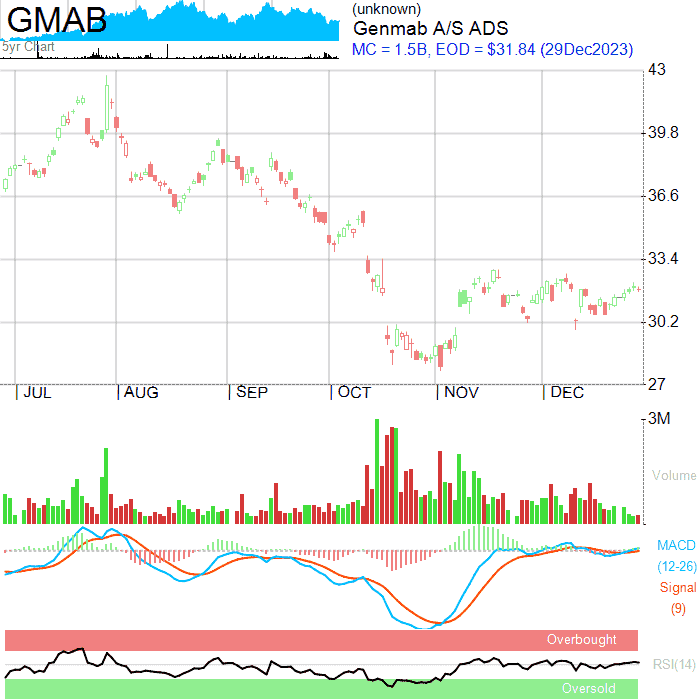 GMAB
(unknown)
Genmab A/S ADS
5yr Chart
MC = 1.5B, EOD = $31.84 (29Dec2023)
43
39.8
36.6
33.4
30.2
27
JUL AUG SEP OCT NOV DEC
3M
Volume
MACD
(12-26)
Signal
(9)
Overbought
RSI(14)
Oversold